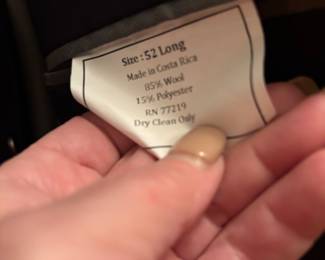 Size : 52 Long
Made in Costa Rica
85% Wool
15% Polyester
RN 77219
Dry Clean Only